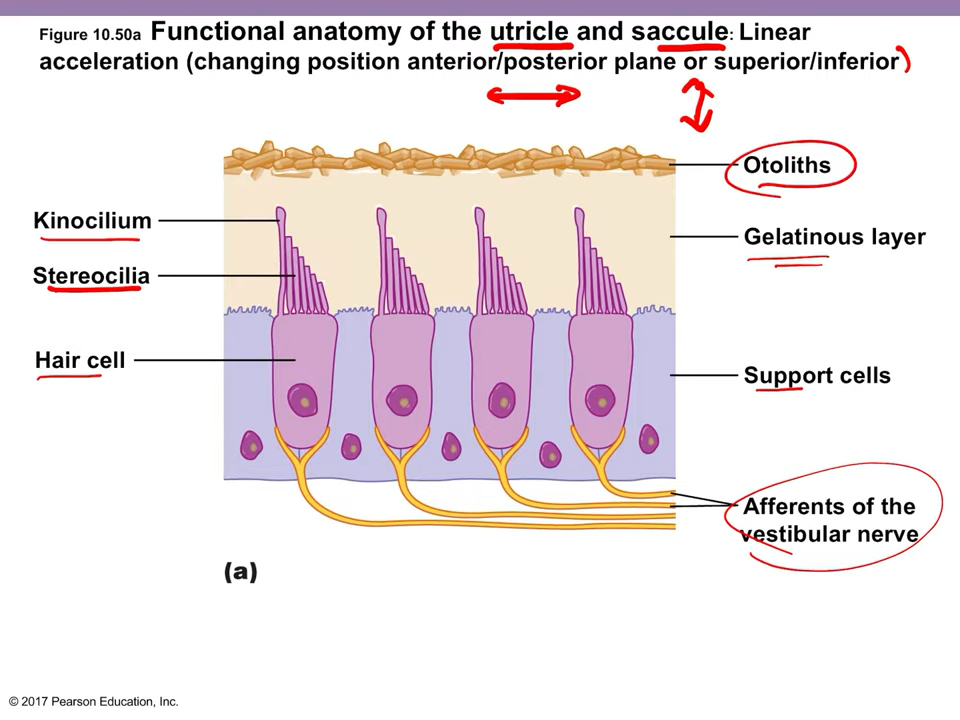 Figure 10.50a Functional anatomy of the utricle and saccule: Linear
acceleration (changing position anterior/posterior plane or superior/inferior)
Otoliths
Kinocilium
Gelatinous layer
Stereocilia
Hair cell
Support cells
Afferents of the
vestibular nerve
(a)
© 2017 Pearson Education, Inc.